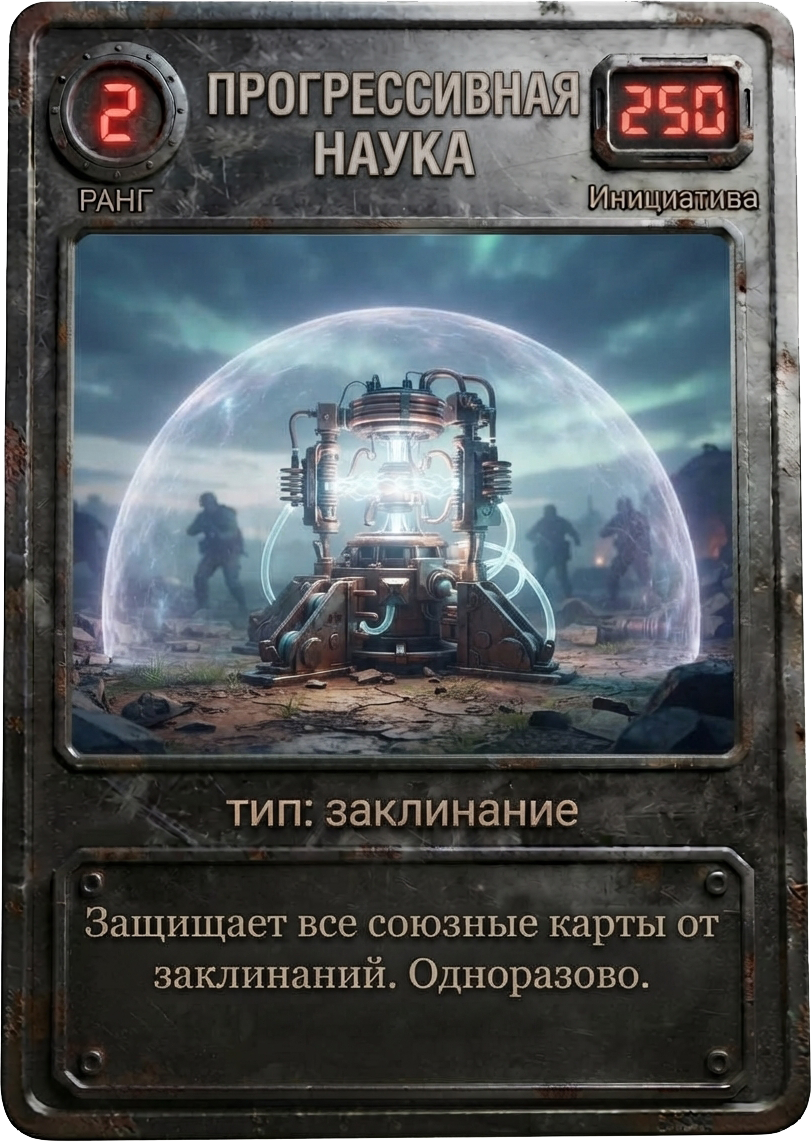 2
ПРОГРЕССИВНАЯ
НАУКА
250
РАНГ
Инициатива
тип: заклинание
Защищает все союзные карты от
заклинаний. Одноразово.